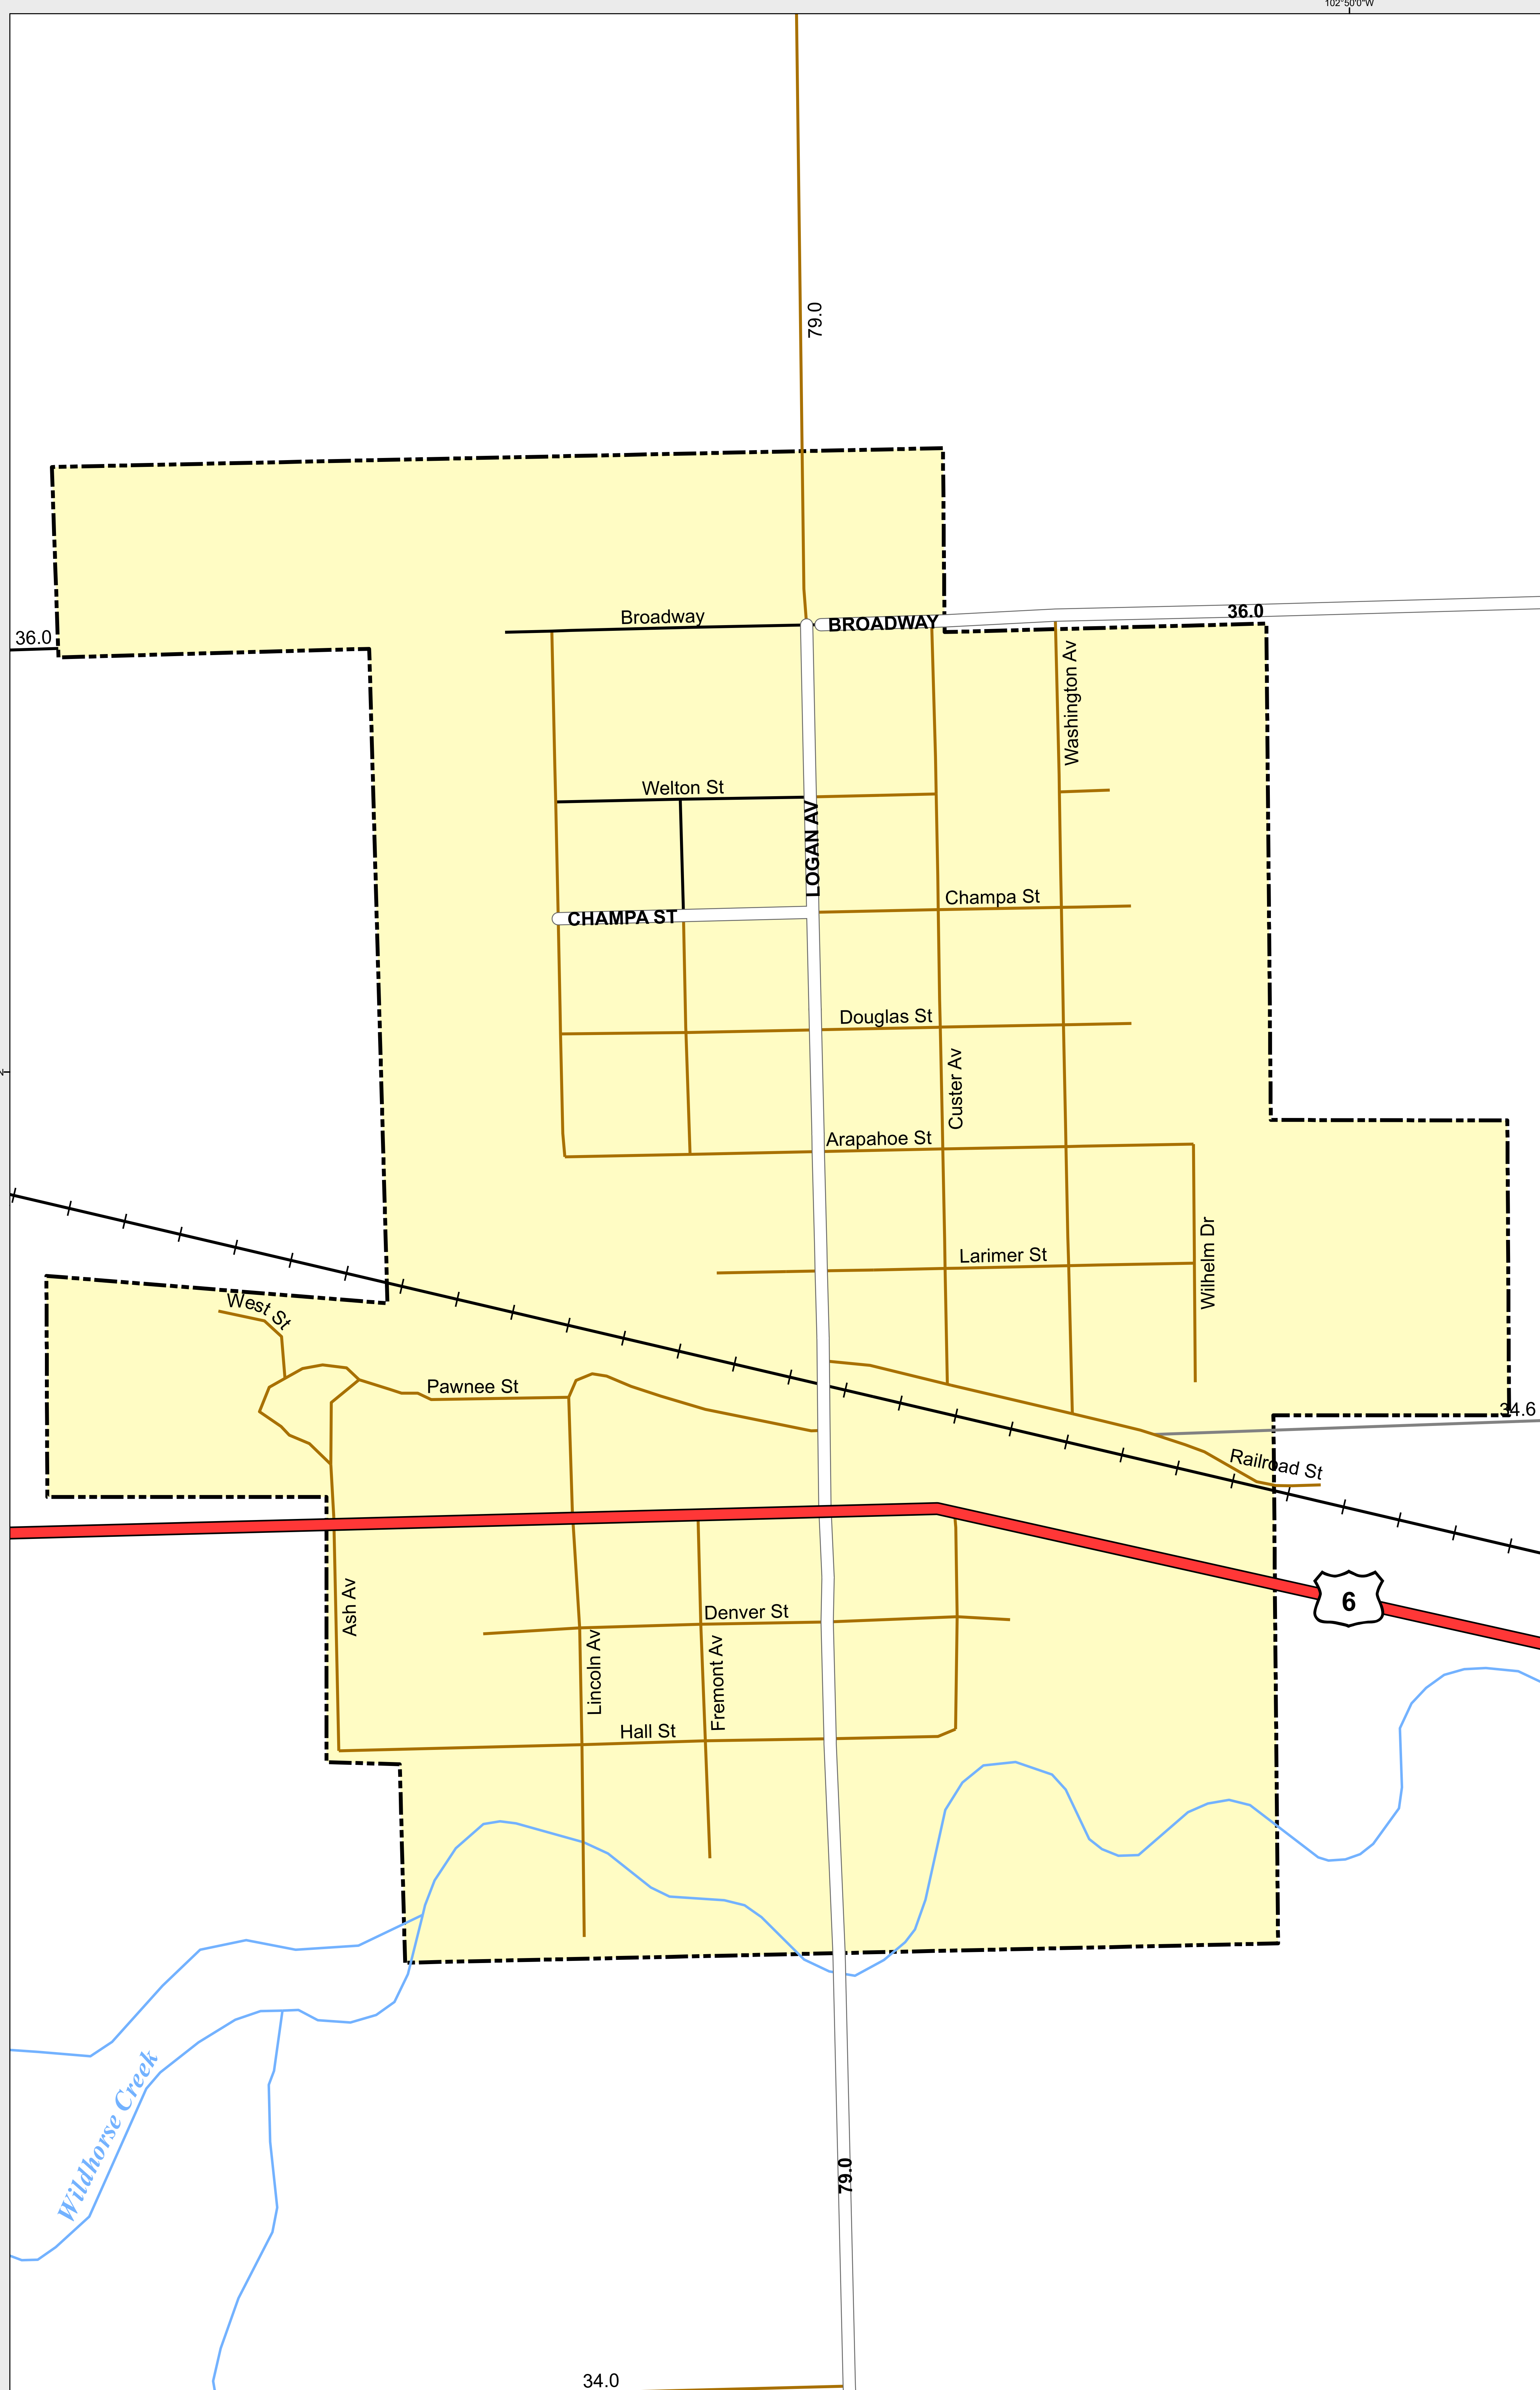 102°50'0"W
79.0
Broadway
BROADWAY
36.0
36.0
Washington Av
Welton St
LOGAN AV
CHAMPA ST
Champa St
Douglas St
Custer Av
Arapahoe St
Larimer St
Wilhelm Dr
West St
Pawnee St
34.6
Railroad St
6
Ash Av
Denver St
Lincoln Av
Fremont Av
Hall St
Wildhorse Creek
79.0
34.0